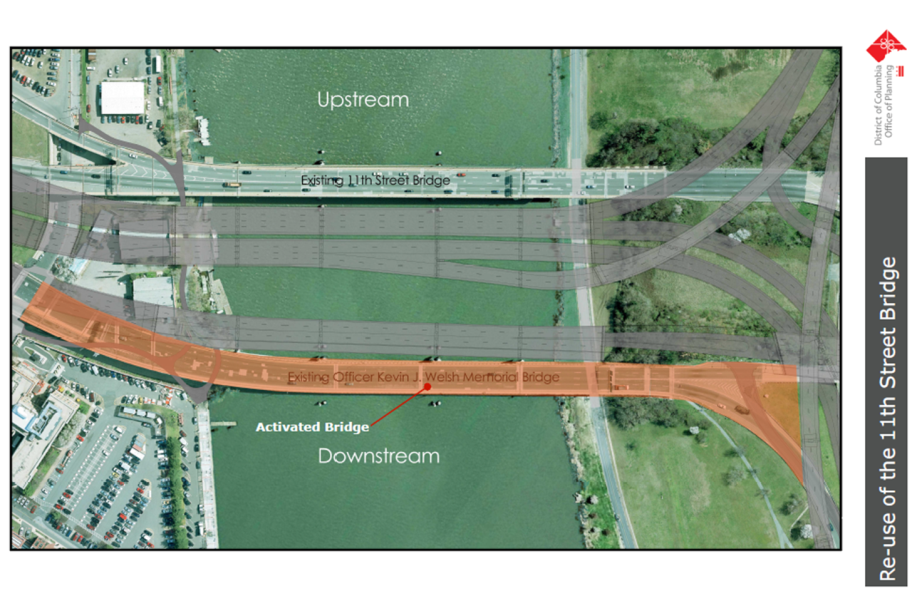 Upstream
Existing 11th Street Bridge
Existing Officer Kevin J. Welsh Memorial Bridge
Activated Bridge
Downstream
District of Columbia
Office of Planning
Re-use of the 11th Street Bridge